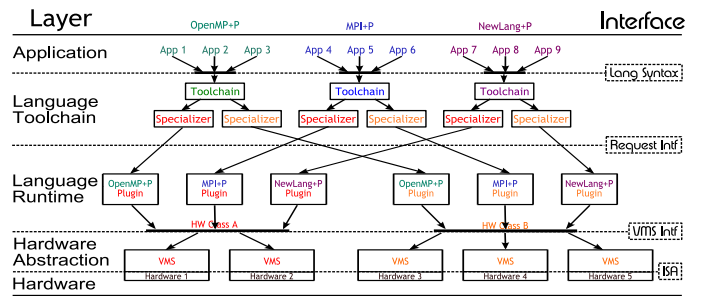 Layer
Interface
OpenMP+P
MPI+P
NewLang+P
Application
App 1 App 2 App 3
App 4 App 5 App 6
App 7 App 8 App 9
Lang Syntax
Language
Toolchain
Toolchain
Toolchain
Toolchain
Specializer
Specializer
Specializer
Specializer
Specializer
Specializer
Request Intf
Language
Runtime
OpenMP+P
Plugin
MPI+P
Plugin
NewLang+P
Plugin
OpenMP+P
Plugin
MPI+P
Plugin
NewLang+P
Plugin
HW Class A
HW Class B
VMS Intf
Hardware
Abstraction
VMS
VMS
VMS
VMS
VMS
ISA
Hardware
Hardware 1
Hardware 2
Hardware 3
Hardware 4
Hardware 5